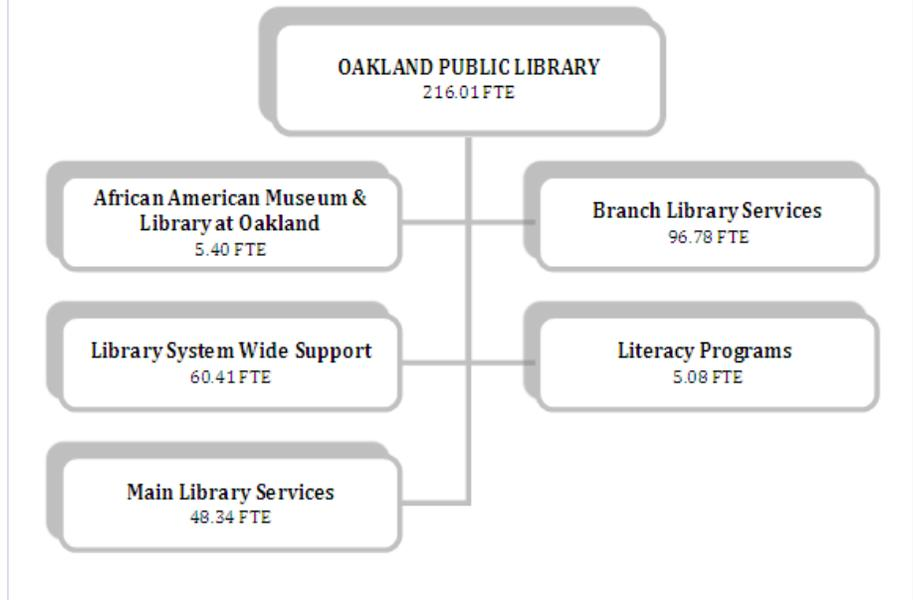 OAKLAND PUBLIC LIBRARY
216.01 FTE
African American Museum &
Library at Oakland
5.40 FTE
Branch Library Services
96.78 FTE
Library System Wide Support
60.41 FTE
Literacy Programs
5.08 FTE
Main Library Services
48.34 FTE